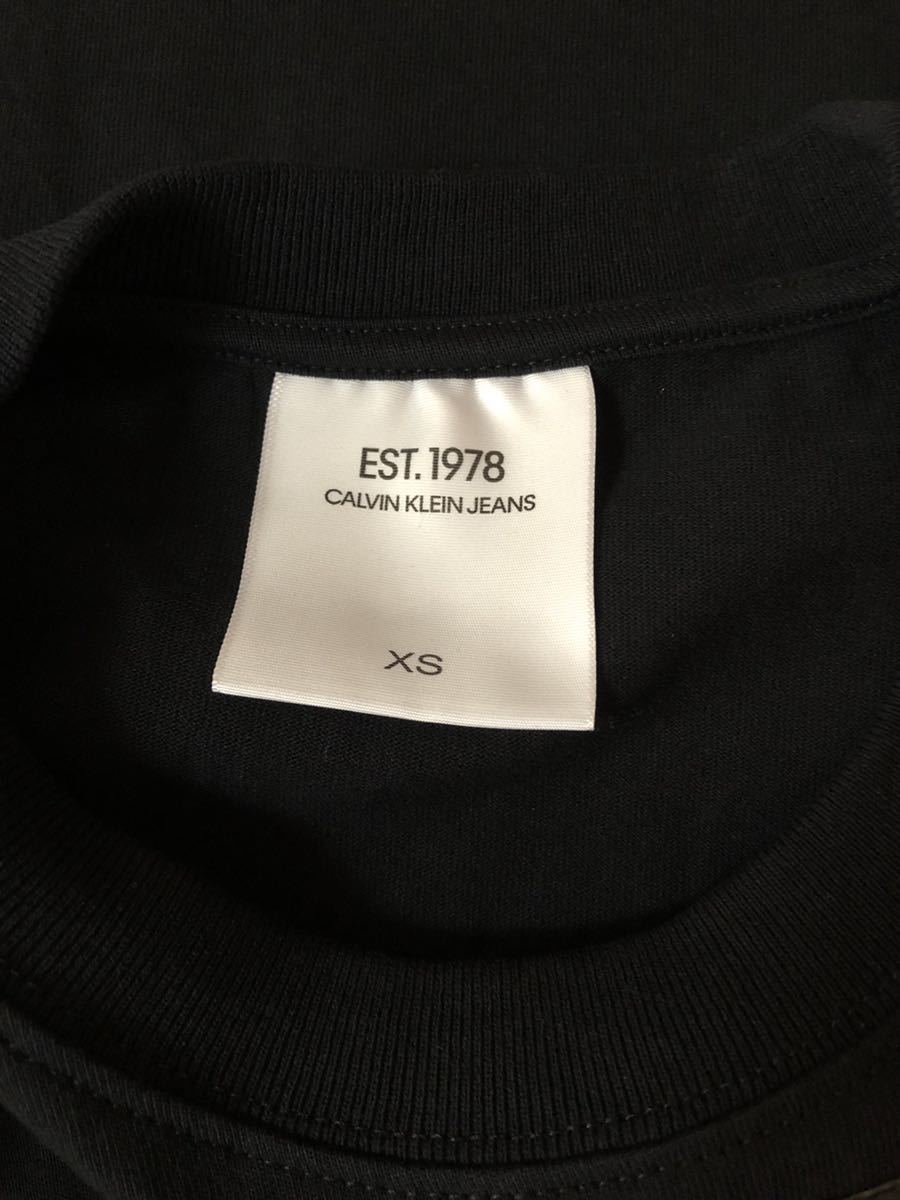 EST. 1978
CALVIN KLEIN JEANS
XS